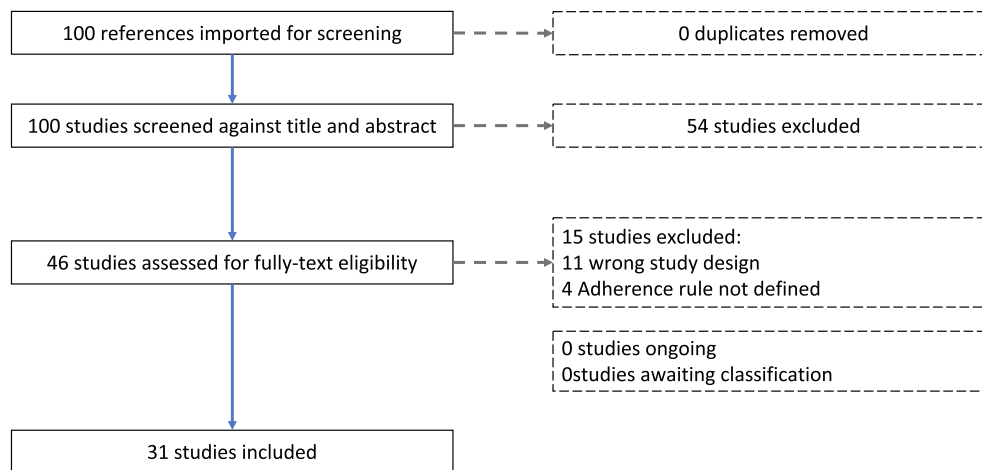 100 references imported for screening
0 duplicates removed
100 studies screened against title and abstract
54 studies excluded
46 studies assessed for fully-text eligibility
15 studies excluded:
11 wrong study design
4 Adherence rule not defined
0 studies ongoing
0studies awaiting classification
31 studies included